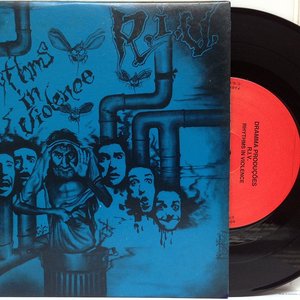 R.I.V.
Rhythms
in
Violence
DRAMMA PRODUÇÕES
R.I.V.
RHYTHMS IN VIOLENCE